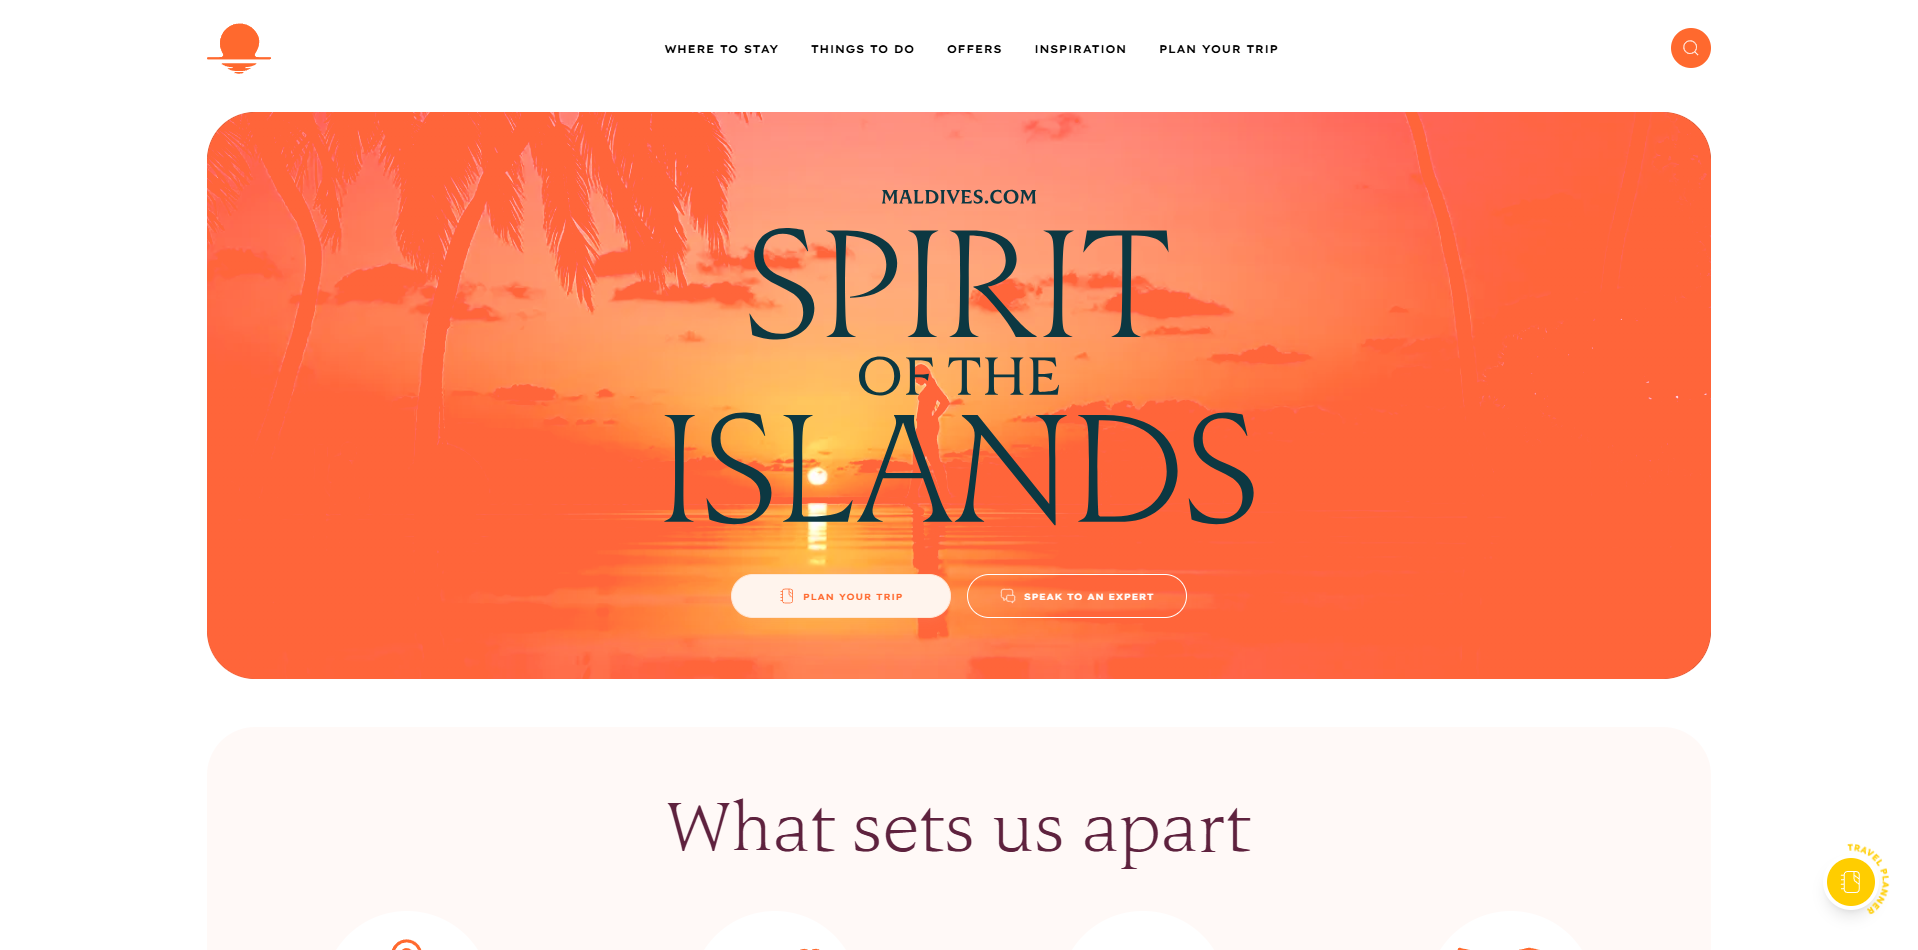 WHERE TO STAY
THINGS TO DO
OFFERS
INSPIRATION
PLAN YOUR TRIP
MALDIVES.COM
SPIRIT
OF THE
ISLANDS
PLAN YOUR TRIP
SPEAK TO AN EXPERT
What sets us apart
TRAVEL PLANNER